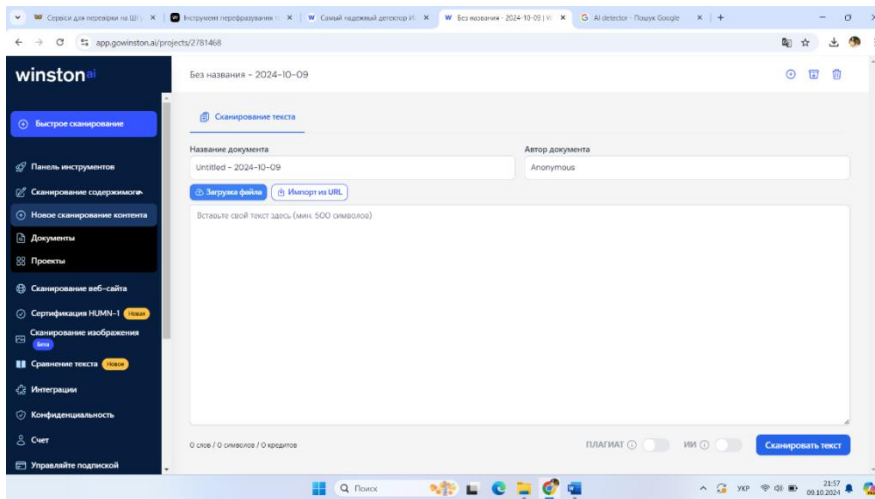 Сервіси для перевірки на ШІ
Інструмент перефразування
Самый надежный детектор И
Без названия - 2024-10-09 |
AI detector - Пошук Google
app.gowinston.ai/projects/2781468
winston ai
Без названия - 2024-10-09
Быстрое сканирование
Сканирование текста
Название документа
Автор документа
Untitled - 2024-10-09
Anonymous
Загрузка файла
Импорт из URL
Вставьте свой текст здесь (мин. 500 символов)
Панель инструментов
Сканирование содержимого
Новое сканирование контента
Документы
Проекты
Сканирование веб-сайта
Сертификация HUMN-1 Новое
Сканирование изображения
Бета
Сравнение текста Новое
Интеграции
Конфиденциальность
Счет
Управляйте подпиской
0 слов / 0 символов / 0 кредитов
ПЛАГИАТ
ИИ
Сканировать текст
Поиск
УКР
21:57
09.10.2024